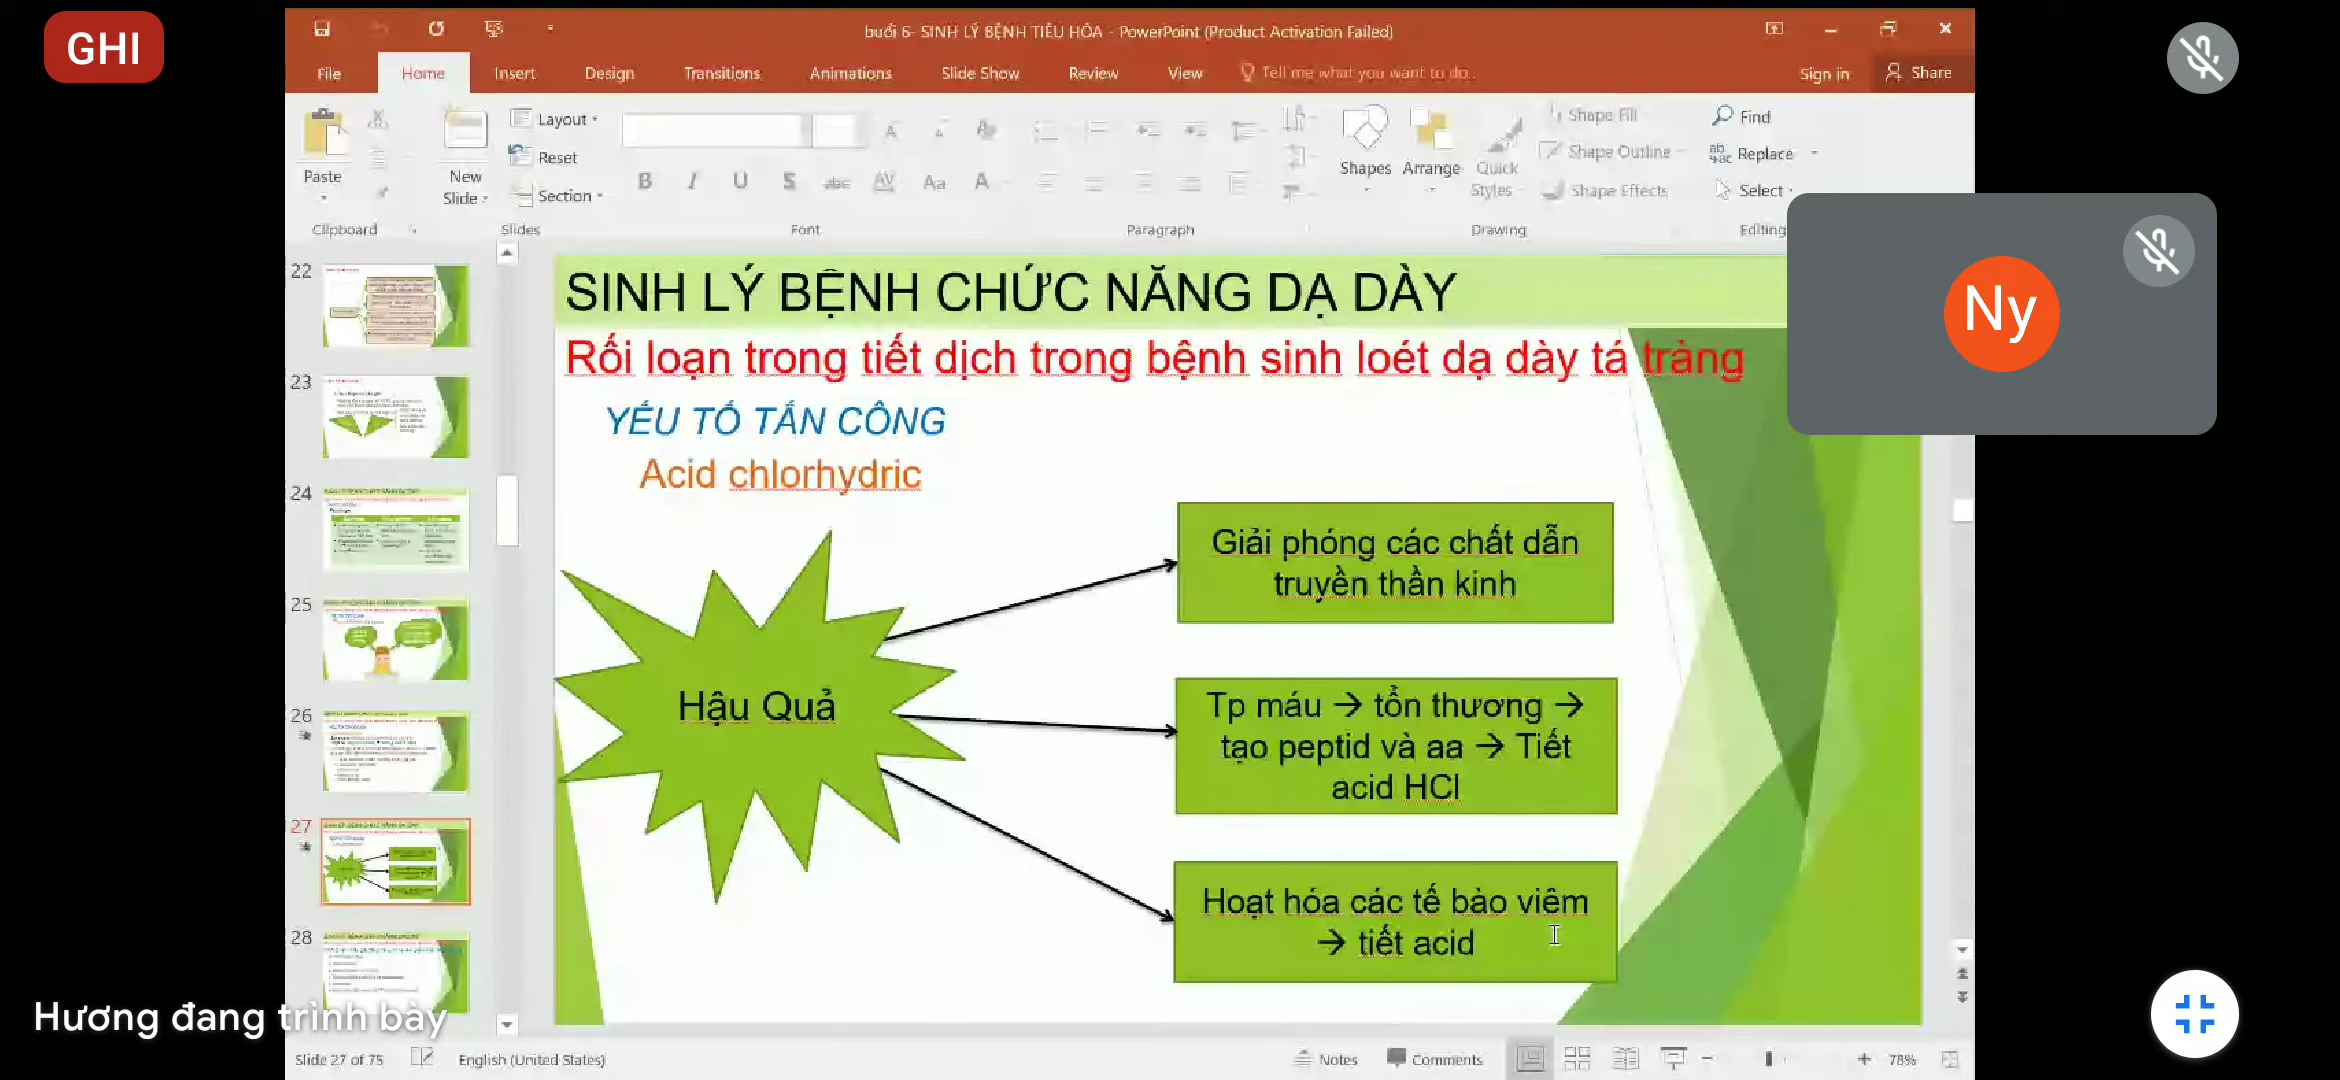 GHI
buổi 6- SINH LÝ BỆNH TIÊU HÓA - PowerPoint (Product Activation Failed)
File Home Insert Design Transitions Animations Slide Show Review View Tell me what you want to do.. Sign in Share
Paste
New Slide
Layout
Reset
Section
B I U S abc AV Aa A
Shapes
Arrange
Quick Styles
Shape Fill
Shape Outline
Shape Effects
Find
Replace
Select
Clipboard Slides Font Paragraph Drawing Editing
22
23
24
25
26
27
28
SINH LÝ BỆNH CHỨC NĂNG DẠ DÀY
Rối loạn trong tiết dịch trong bệnh sinh loét dạ dày tá tràng
YẾU TỐ TẤN CÔNG
Acid chlorhydric
Hậu Quả
Giải phóng các chất dẫn
truyền thần kinh
Tp máu → tổn thương →
tạo peptid và aa → Tiết
acid HCl
Hoạt hóa các tế bào viêm
→ tiết acid
Ny
Hương đang trình bày
Slide 27 of 75 English (United States) Notes Comments 78%